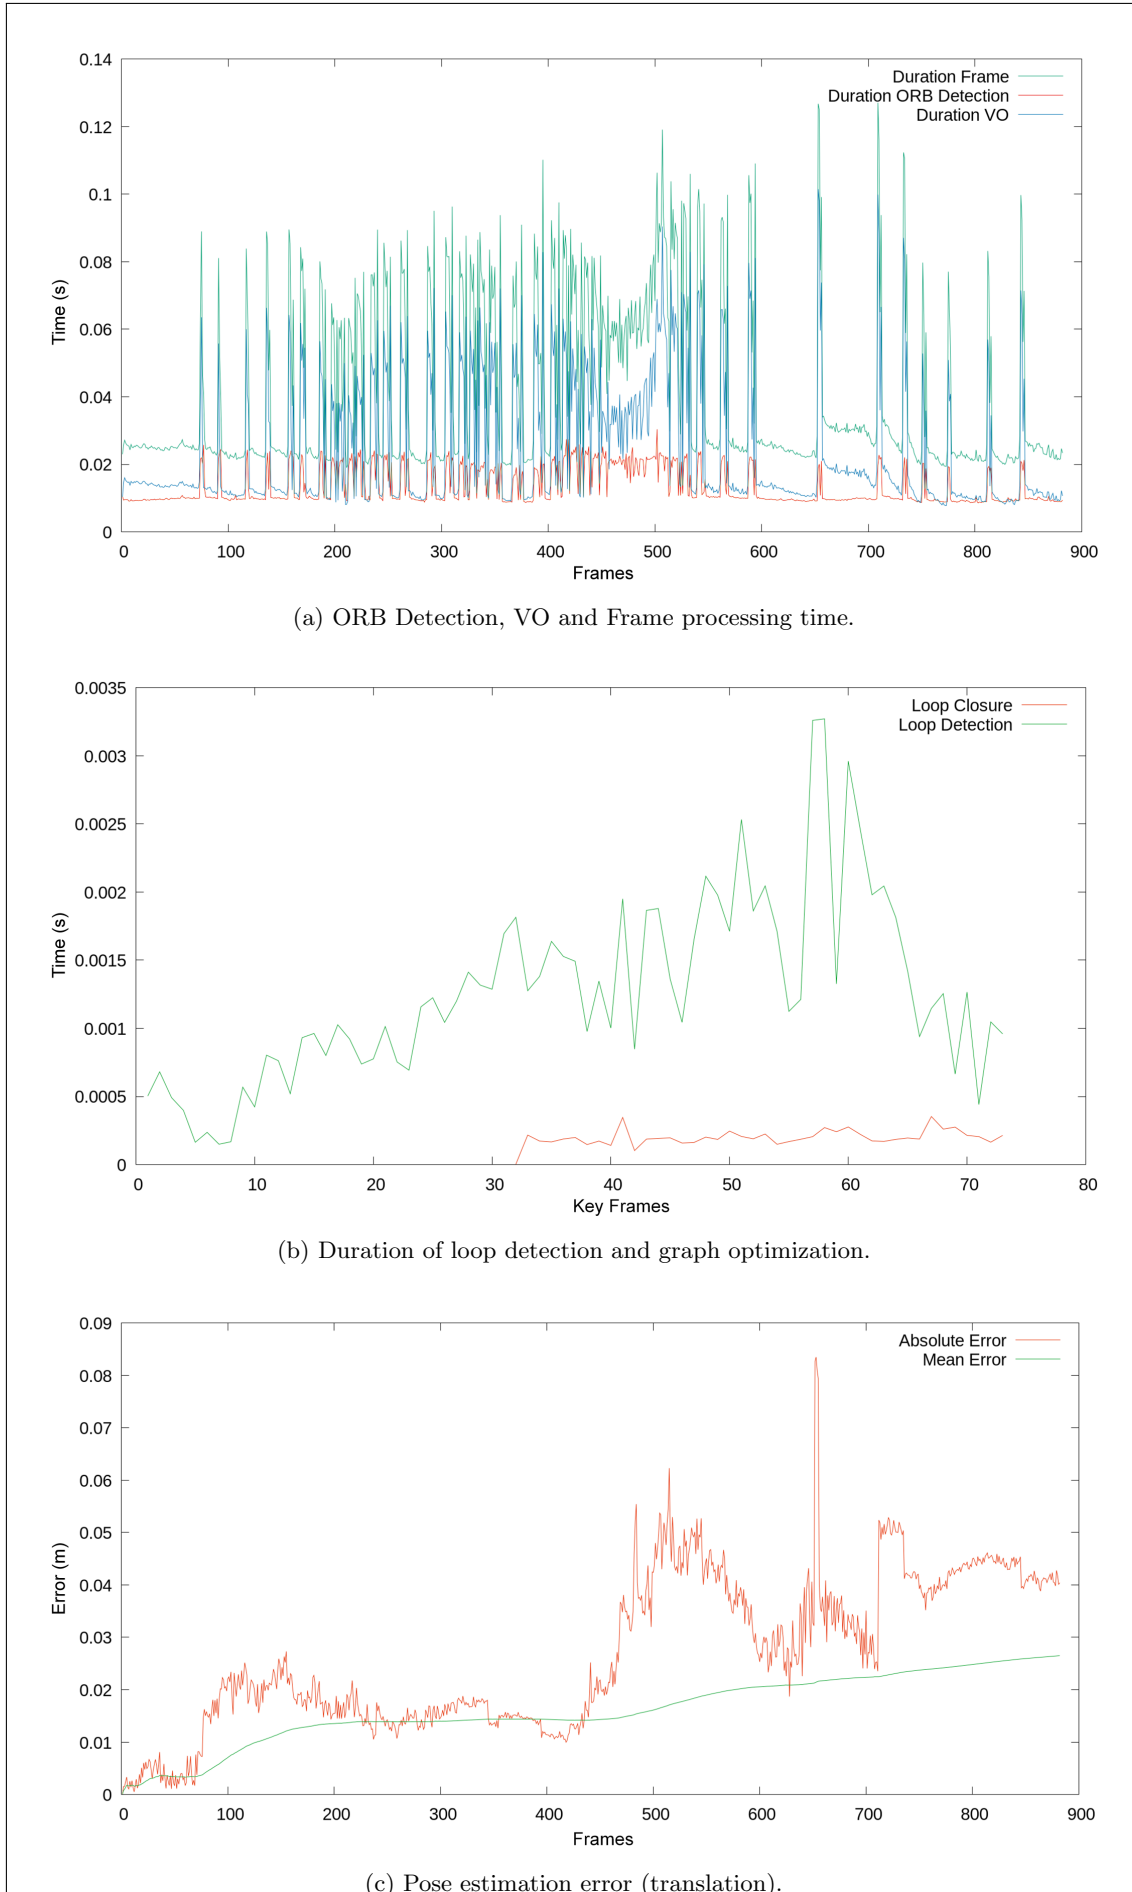 0.14
Duration Frame
Duration ORB Detection
Duration VO
0.12
0.1
0.08
Time (s)
0.06
0.04
0.02
0
0 100 200 300 400 500 600 700 800 900
Frames
(a) ORB Detection, VO and Frame processing time.
0.0035
Loop Closure
Loop Detection
0.003
0.0025
0.002
Time (s)
0.0015
0.001
0.0005
0
0 10 20 30 40 50 60 70 80
Key Frames
(b) Duration of loop detection and graph optimization.
0.09
Absolute Error
Mean Error
0.08
0.07
0.06
0.05
Error (m)
0.04
0.03
0.02
0.01
0
0 100 200 300 400 500 600 700 800 900
Frames
(c) Pose estimation error (translation).